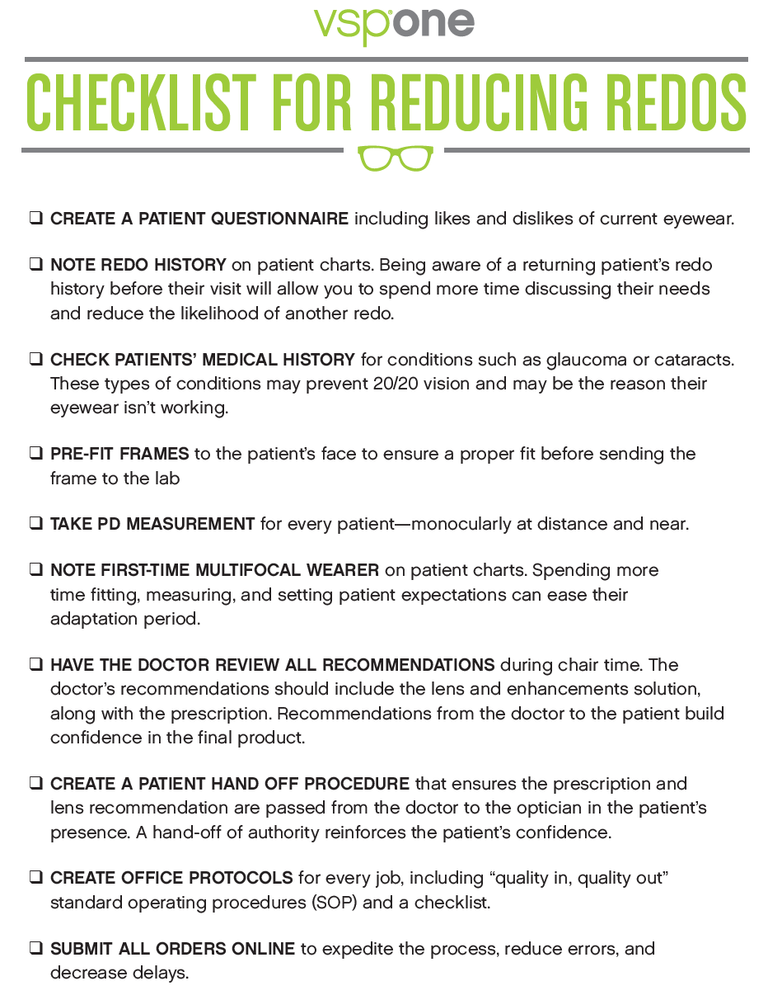 vsp®one
CHECKLIST FOR REDUCING REDOS
❑ CREATE A PATIENT QUESTIONNAIRE including likes and dislikes of current eyewear.
❑ NOTE REDO HISTORY on patient charts. Being aware of a returning patient’s redo
history before their visit will allow you to spend more time discussing their needs
and reduce the likelihood of another redo.
❑ CHECK PATIENTS’ MEDICAL HISTORY for conditions such as glaucoma or cataracts.
These types of conditions may prevent 20/20 vision and may be the reason their
eyewear isn’t working.
❑ PRE-FIT FRAMES to the patient’s face to ensure a proper fit before sending the
frame to the lab
❑ TAKE PD MEASUREMENT for every patient—monocularly at distance and near.
❑ NOTE FIRST-TIME MULTIFOCAL WEARER on patient charts. Spending more
time fitting, measuring, and setting patient expectations can ease their
adaptation period.
❑ HAVE THE DOCTOR REVIEW ALL RECOMMENDATIONS during chair time. The
doctor’s recommendations should include the lens and enhancements solution,
along with the prescription. Recommendations from the doctor to the patient build
confidence in the final product.
❑ CREATE A PATIENT HAND OFF PROCEDURE that ensures the prescription and
lens recommendation are passed from the doctor to the optician in the patient’s
presence. A hand-off of authority reinforces the patient’s confidence.
❑ CREATE OFFICE PROTOCOLS for every job, including “quality in, quality out”
standard operating procedures (SOP) and a checklist.
❑ SUBMIT ALL ORDERS ONLINE to expedite the process, reduce errors, and
decrease delays.